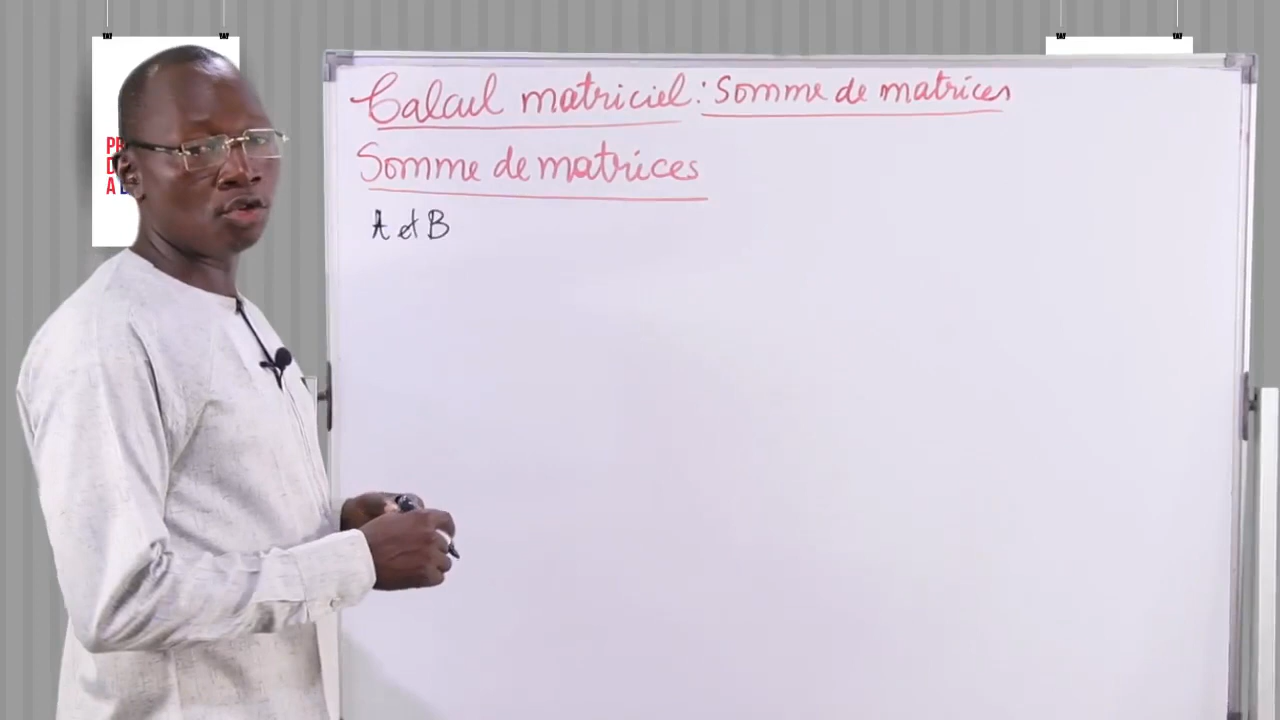 Calcul matriciel : Somme de matrices
Somme de matrices
A et B